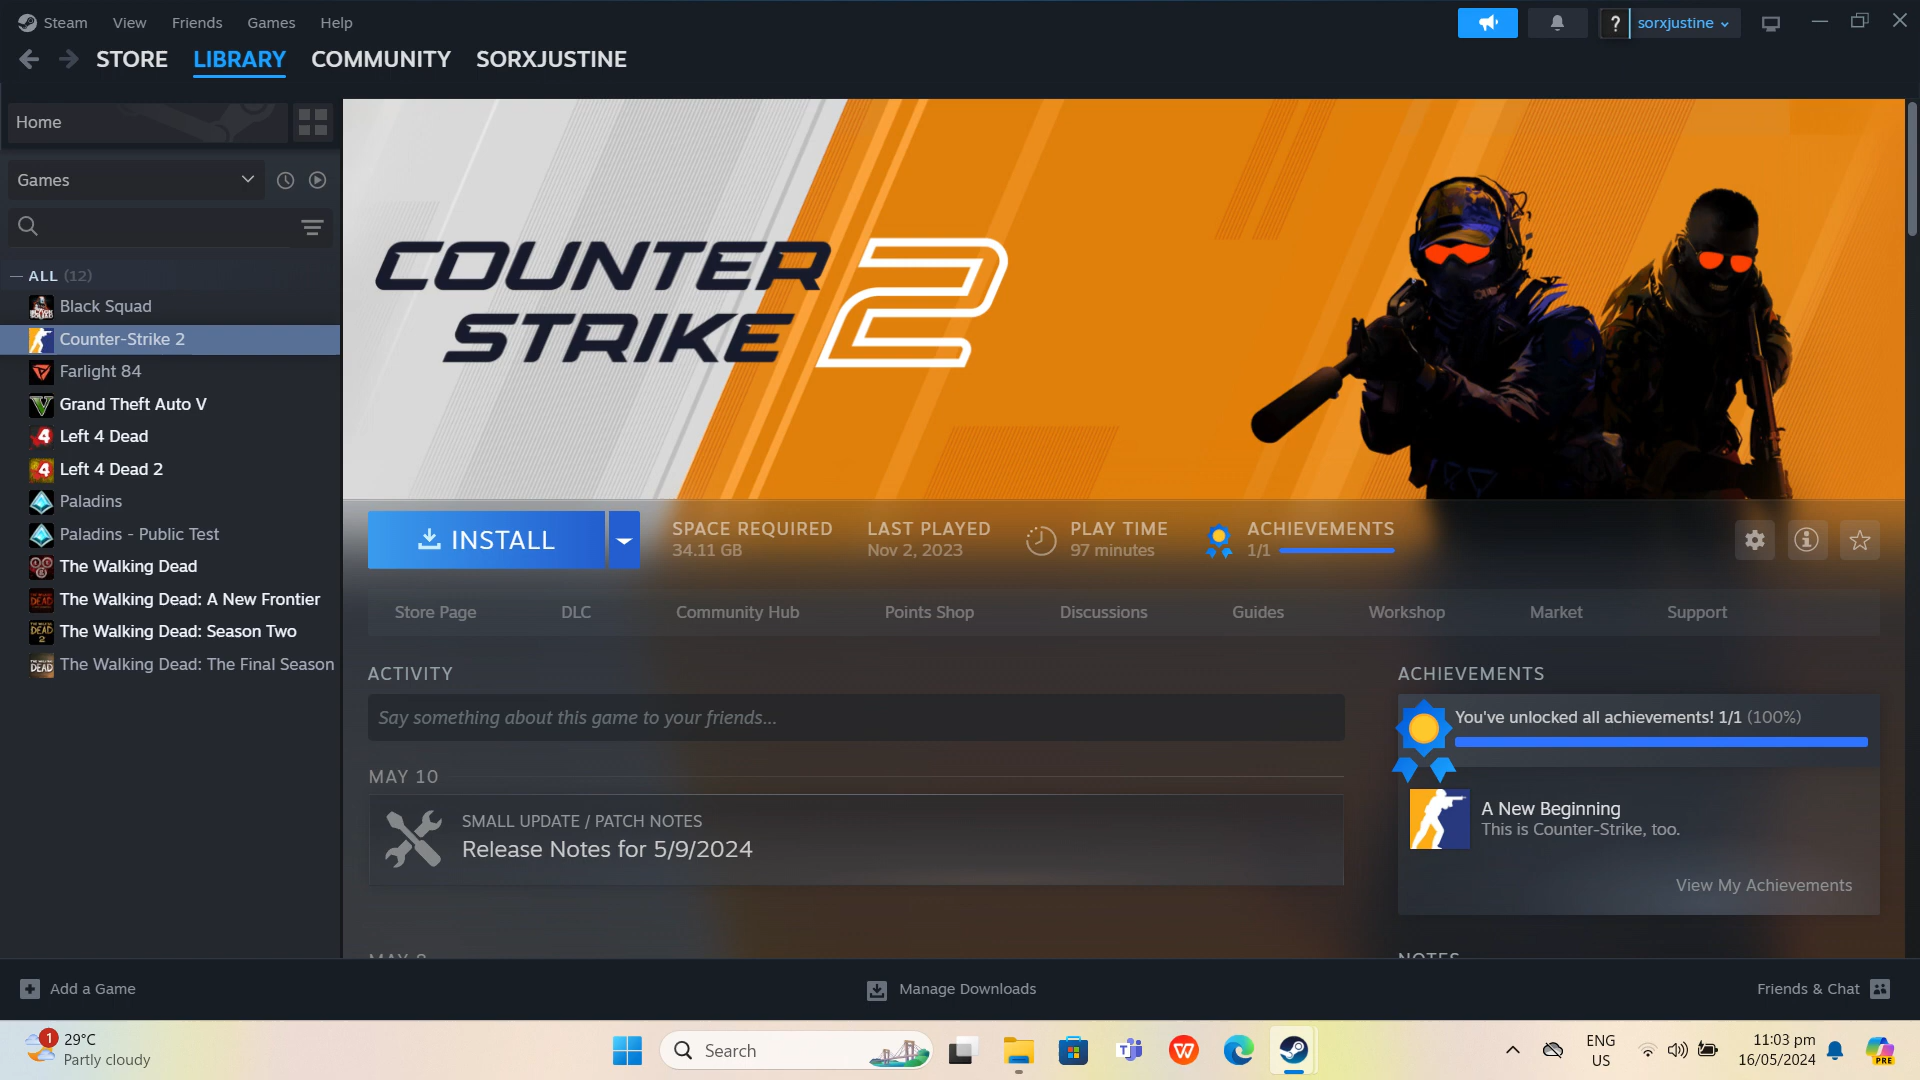 Steam View Friends Games Help
? sorxjustine
STORE LIBRARY COMMUNITY SORXJUSTINE
Home
Games
ALL (12)
Black Squad
Counter-Strike 2
Farlight 84
Grand Theft Auto V
Left 4 Dead
Left 4 Dead 2
Paladins
Paladins - Public Test
The Walking Dead
The Walking Dead: A New Frontier
The Walking Dead: Season Two
The Walking Dead: The Final Season
COUNTER
STRIKE 2
INSTALL
SPACE REQUIRED
34.11 GB
LAST PLAYED
Nov 2, 2023
PLAY TIME
97 minutes
ACHIEVEMENTS
1/1
Store Page DLC Community Hub Points Shop Discussions Guides Workshop Market Support
ACTIVITY
Say something about this game to your friends...
MAY 10
SMALL UPDATE / PATCH NOTES
Release Notes for 5/9/2024
ACHIEVEMENTS
You've unlocked all achievements! 1/1 (100%)
A New Beginning
This is Counter-Strike, too.
View My Achievements
NOTES
Add a Game
Manage Downloads
Friends & Chat
1
29°C
Partly cloudy
Search
ENG
US
11:03 pm
16/05/2024
PRE